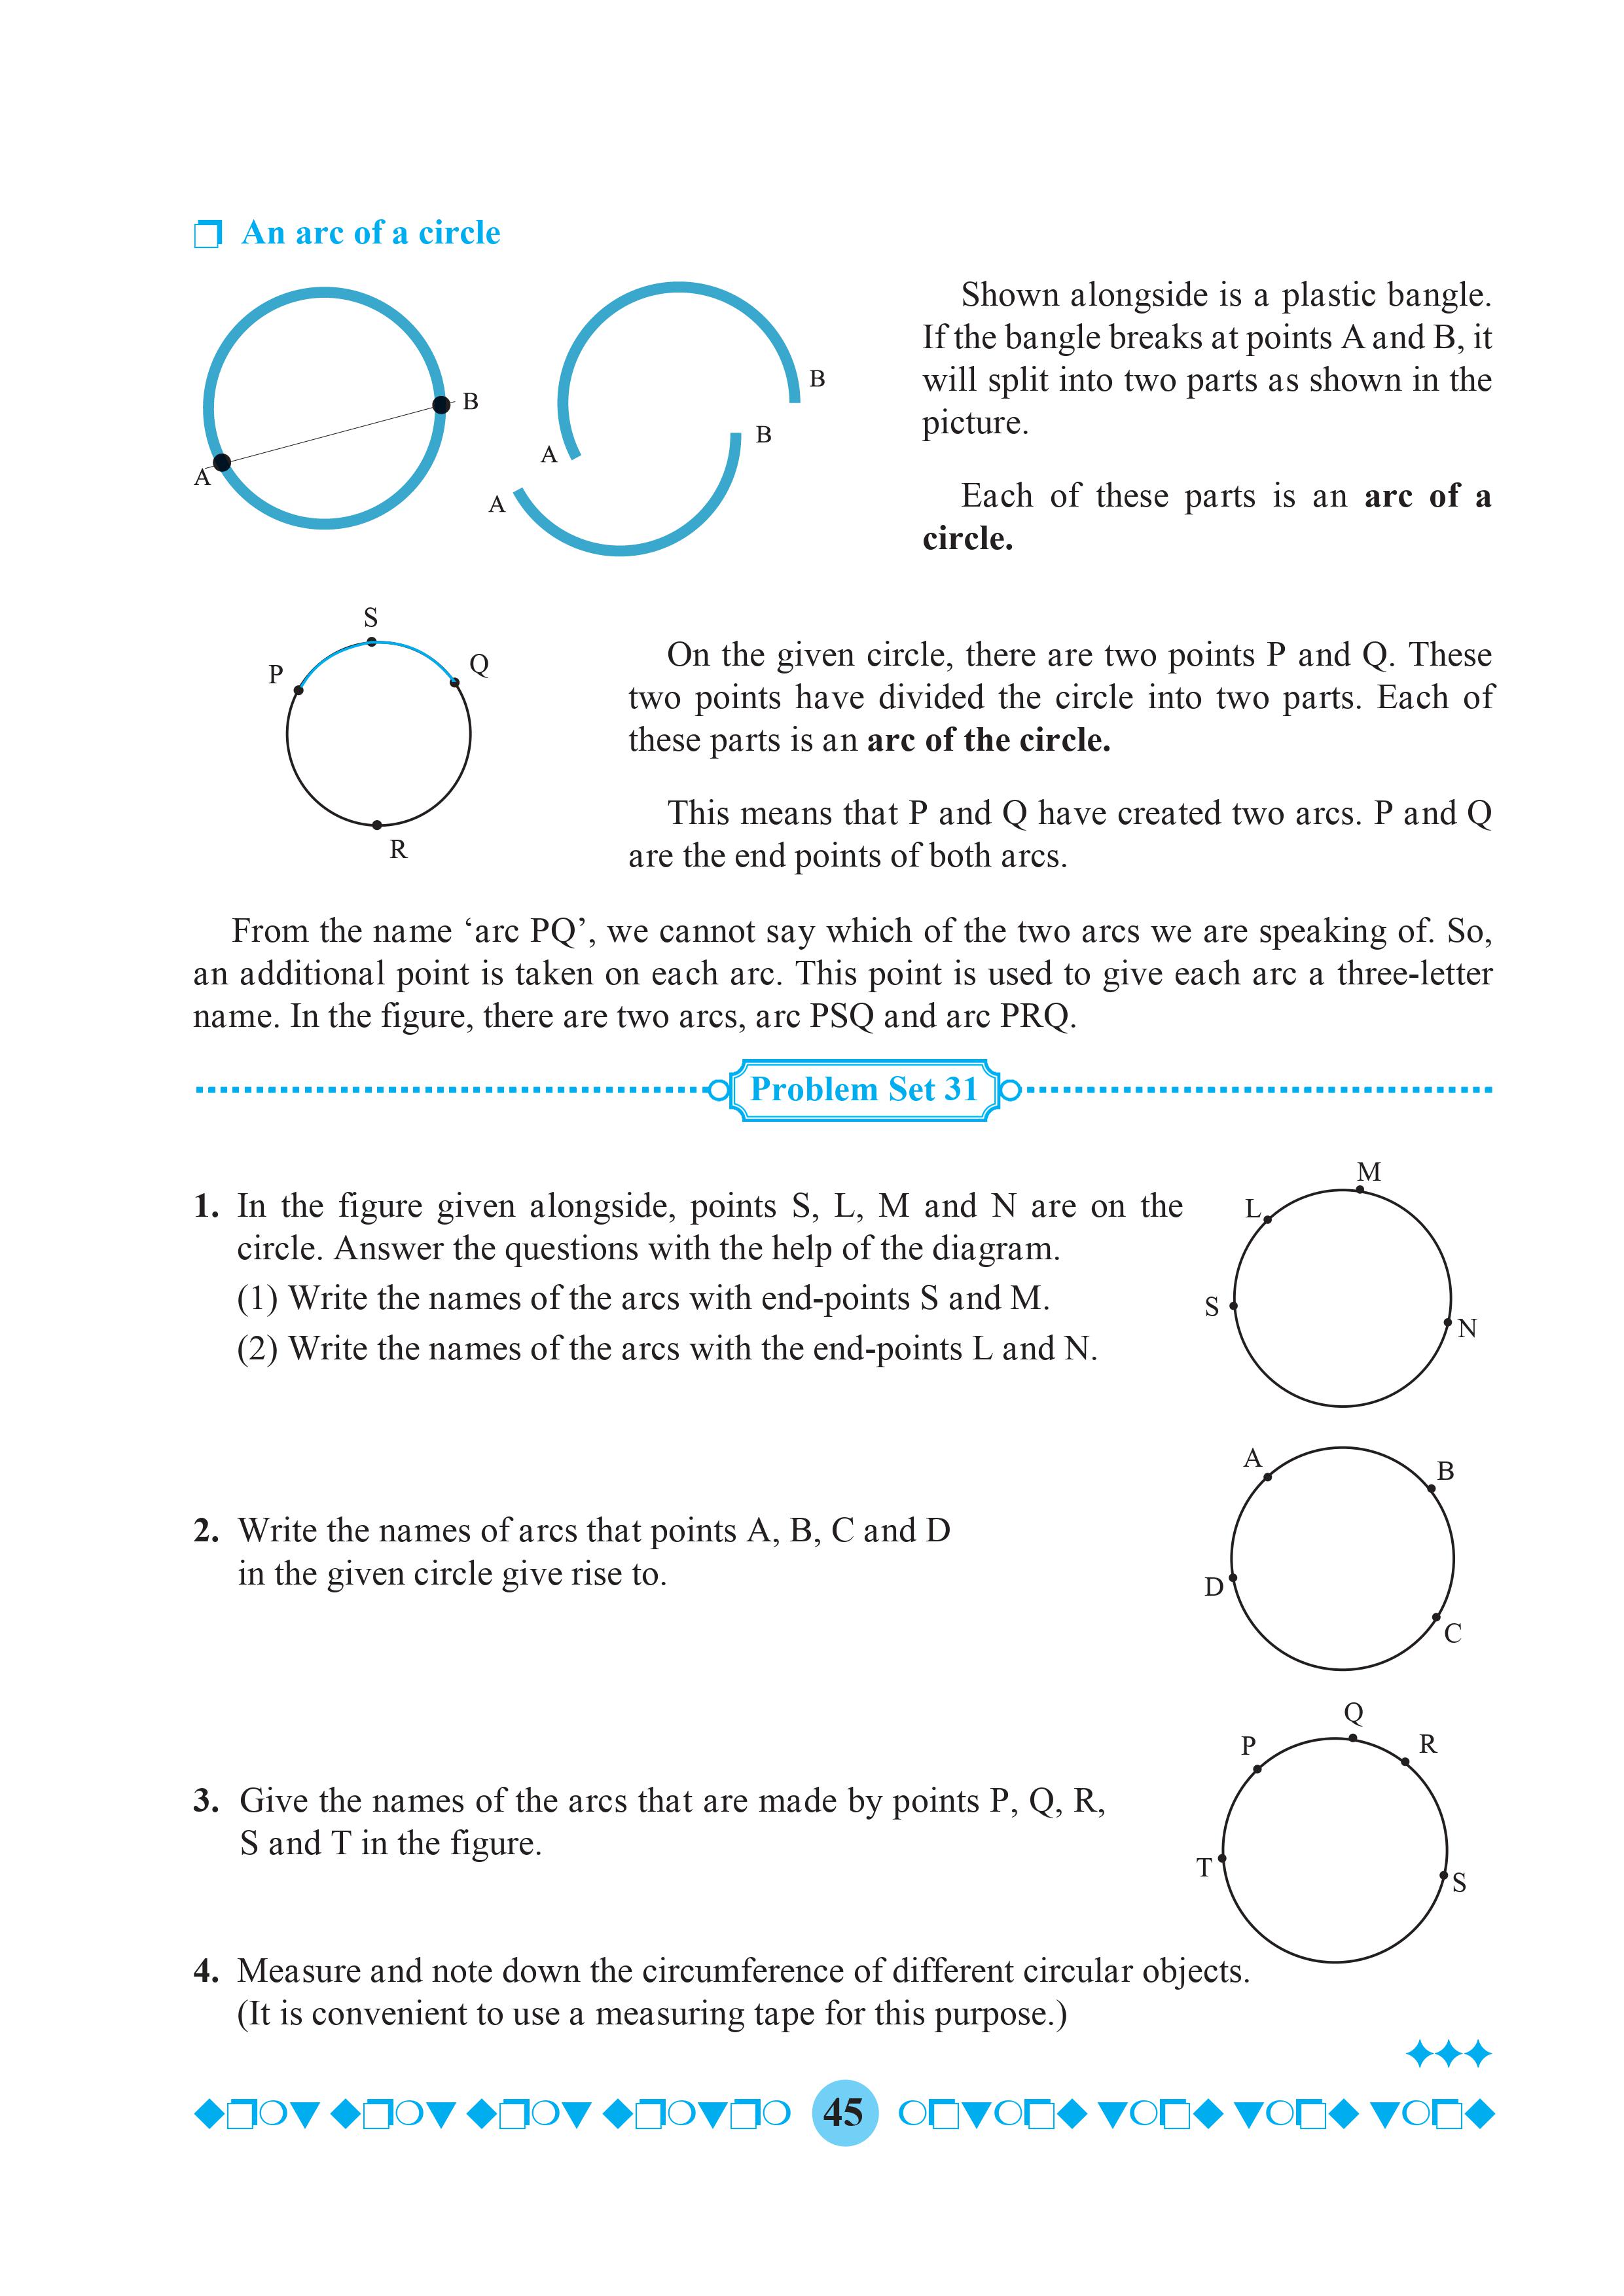 An arc of a circle
A
B
A
B
A
B
Shown alongside is a plastic bangle.
If the bangle breaks at points A and B, it
will split into two parts as shown in the
picture.
Each of these parts is an arc of a
circle.
S
P
Q
R
On the given circle, there are two points P and Q. These
two points have divided the circle into two parts. Each of
these parts is an arc of the circle.
This means that P and Q have created two arcs. P and Q
are the end points of both arcs.
From the name ‘arc PQ’, we cannot say which of the two arcs we are speaking of. So,
an additional point is taken on each arc. This point is used to give each arc a three-letter
name. In the figure, there are two arcs, arc PSQ and arc PRQ.
Problem Set 31
1. In the figure given alongside, points S, L, M and N are on the
circle. Answer the questions with the help of the diagram.
(1) Write the names of the arcs with end-points S and M.
(2) Write the names of the arcs with the end-points L and N.
M
L
S
N
2. Write the names of arcs that points A, B, C and D
in the given circle give rise to.
A
B
D
C
3. Give the names of the arcs that are made by points P, Q, R,
S and T in the figure.
Q
P
R
T
S
4. Measure and note down the circumference of different circular objects.
(It is convenient to use a measuring tape for this purpose.)
45